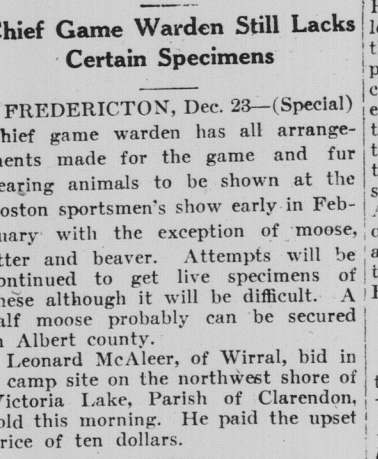 Chief Game Warden Still Lacks
Certain Specimens
FREDERICTON, Dec. 23—(Special)
hief game warden has all arrange-
ents made for the game and fur
earing animals to be shown at the
oston sportsmen's show early in Feb-
uary with the exception of moose,
tter and beaver. Attempts will be
ontinued to get live specimens of
hese although it will be difficult. A
alf moose probably can be secured
n Albert county.
Leonard McAleer, of Wirral, bid in
camp site on the northwest shore of
Victoria Lake, Parish of Clarendon,
old this morning. He paid the upset
rice of ten dollars.